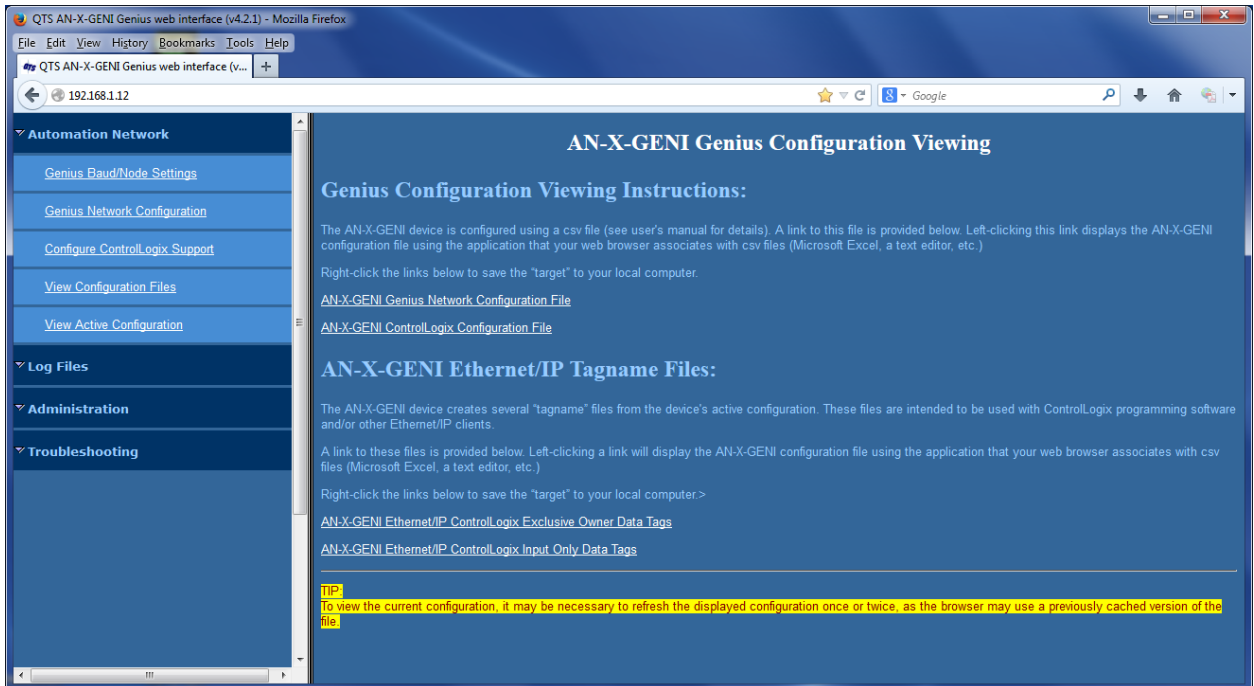 QTS AN-X-GENI Genius web interface (v4.2.1) - Mozilla Firefox
File Edit View History Bookmarks Tools Help
QTS AN-X-GENI Genius web interface (v... +
192.168.1.12
8 Google
Automation Network
Genius Baud/Node Settings
Genius Network Configuration
Configure ControlLogix Support
View Configuration Files
View Active Configuration
Log Files
Administration
Troubleshooting
AN-X-GENI Genius Configuration Viewing
Genius Configuration Viewing Instructions:
The AN-X-GENI device is configured using a csv file (see user's manual for details). A link to this file is provided below. Left-clicking this link displays the AN-X-GENI
configuration file using the application that your web browser associates with csv files (Microsoft Excel, a text editor, etc.)
Right-click the links below to save the "target" to your local computer.
AN-X-GENI Genius Network Configuration File
AN-X-GENI ControlLogix Configuration File
AN-X-GENI Ethernet/IP Tagname Files:
The AN-X-GENI device creates several "tagname" files from the device's active configuration. These files are intended to be used with ControlLogix programming software
and/or other Ethernet/IP clients.
A link to these files is provided below. Left-clicking a link will display the AN-X-GENI configuration file using the application that your web browser associates with csv
files (Microsoft Excel, a text editor, etc.)
Right-click the links below to save the "target" to your local computer.>
AN-X-GENI Ethernet/IP ControlLogix Exclusive Owner Data Tags
AN-X-GENI Ethernet/IP ControlLogix Input Only Data Tags
TIP:
To view the current configuration, it may be necessary to refresh the displayed configuration once or twice, as the browser may use a previously cached version of the
file.